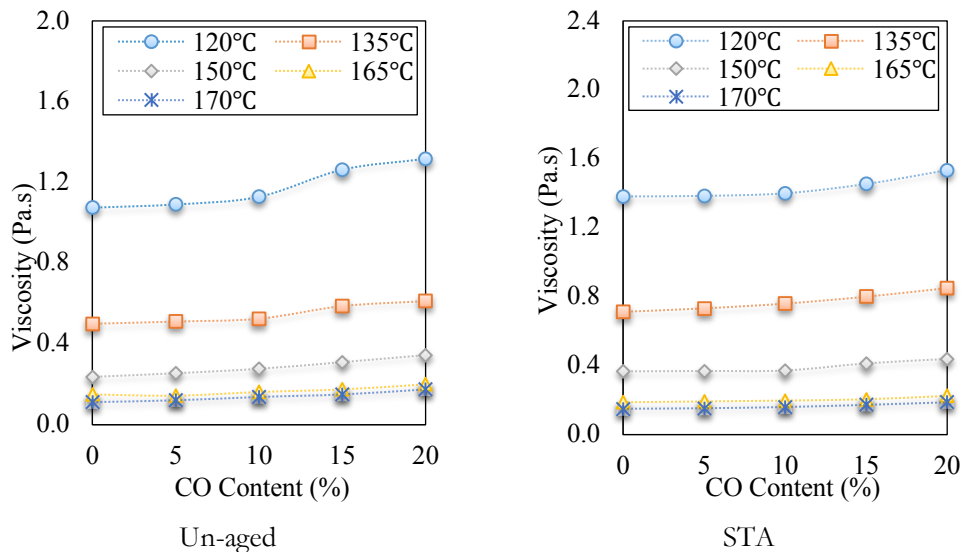 2.0
1.6
1.2
0.8
0.4
0.0
Viscosity (Pa.s)
120℃ 135℃
150℃ 165℃
170℃
0 5 10 15 20
CO Content (%)
Un-aged
2.4
2.0
1.6
1.2
0.8
0.4
0.0
Viscosity (Pa.s)
120℃ 135℃
150℃ 165℃
170℃
0 5 10 15 20
CO Content (%)
STA